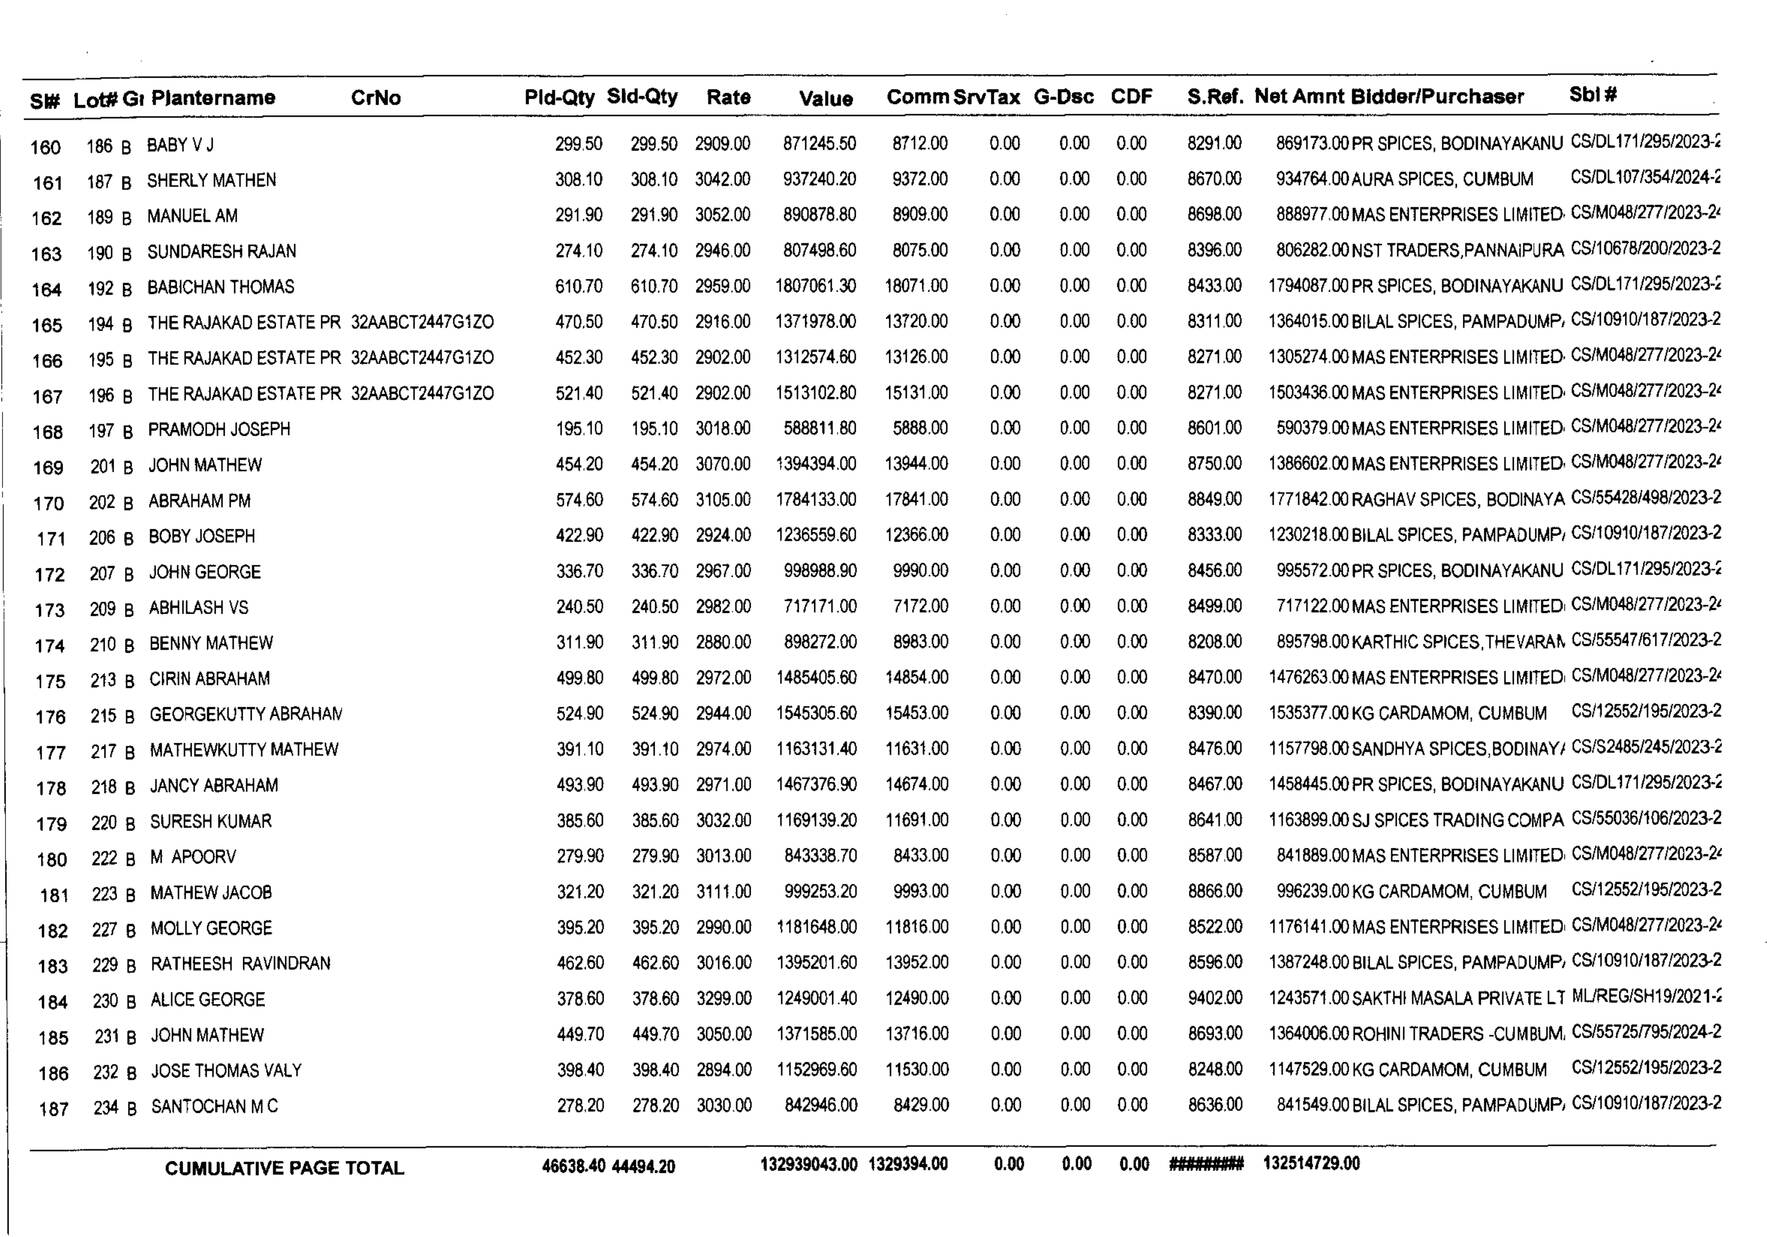 Sl# Lot# Gr Plantername CrNo Pld-Qty Sld-Qty Rate Value Comm SrvTax G-Dsc CDF S.Ref. Net Amnt Bidder/Purchaser Sbl #
160 186 B BABY V J 299.50 299.50 2909.00 871245.50 8712.00 0.00 0.00 0.00 8291.00 869173.00 PR SPICES, BODINAYAKANU CS/DL171/295/2023-2
161 187 B SHERLY MATHEN 308.10 308.10 3042.00 937240.20 9372.00 0.00 0.00 0.00 8670.00 934764.00 AURA SPICES, CUMBUM CS/DL107/354/2024-2
162 189 B MANUEL AM 291.90 291.90 3052.00 890878.80 8909.00 0.00 0.00 0.00 8698.00 888977.00 MAS ENTERPRISES LIMITED CS/M048/277/2023-24
163 190 B SUNDARESH RAJAN 274.10 274.10 2946.00 807498.60 8075.00 0.00 0.00 0.00 8396.00 806282.00 NST TRADERS,PANNAIPURA CS/10678/200/2023-2
164 192 B BABICHAN THOMAS 610.70 610.70 2959.00 1807061.30 18071.00 0.00 0.00 0.00 8433.00 1794087.00 PR SPICES, BODINAYAKANU CS/DL171/295/2023-2
165 194 B THE RAJAKAD ESTATE PR 32AABCT2447G1ZO 470.50 470.50 2916.00 1371978.00 13720.00 0.00 0.00 0.00 8311.00 1364015.00 BILAL SPICES, PAMPADUMP CS/10910/187/2023-2
166 195 B THE RAJAKAD ESTATE PR 32AABCT2447G1ZO 452.30 452.30 2902.00 1312574.60 13126.00 0.00 0.00 0.00 8271.00 1305274.00 MAS ENTERPRISES LIMITED CS/M048/277/2023-24
167 196 B THE RAJAKAD ESTATE PR 32AABCT2447G1ZO 521.40 521.40 2902.00 1513102.80 15131.00 0.00 0.00 0.00 8271.00 1503436.00 MAS ENTERPRISES LIMITED CS/M048/277/2023-24
168 197 B PRAMODH JOSEPH 195.10 195.10 3018.00 588811.80 5888.00 0.00 0.00 0.00 8601.00 590379.00 MAS ENTERPRISES LIMITED CS/M048/277/2023-24
169 201 B JOHN MATHEW 454.20 454.20 3070.00 1394394.00 13944.00 0.00 0.00 0.00 8750.00 1386602.00 MAS ENTERPRISES LIMITED CS/M048/277/2023-24
170 202 B ABRAHAM PM 574.60 574.60 3105.00 1784133.00 17841.00 0.00 0.00 0.00 8849.00 1771842.00 RAGHAV SPICES, BODINAYA CS/55428/498/2023-2
171 206 B BOBY JOSEPH 422.90 422.90 2924.00 1236559.60 12366.00 0.00 0.00 0.00 8333.00 1230218.00 BILAL SPICES, PAMPADUMP CS/10910/187/2023-2
172 207 B JOHN GEORGE 336.70 336.70 2967.00 998988.90 9990.00 0.00 0.00 0.00 8456.00 995572.00 PR SPICES, BODINAYAKANU CS/DL171/295/2023-2
173 209 B ABHILASH VS 240.50 240.50 2982.00 717171.00 7172.00 0.00 0.00 0.00 8499.00 717122.00 MAS ENTERPRISES LIMITED CS/M048/277/2023-24
174 210 B BENNY MATHEW 311.90 311.90 2880.00 898272.00 8983.00 0.00 0.00 0.00 8208.00 895798.00 KARTHIC SPICES,THEVARAM CS/55547/617/2023-2
175 213 B CIRIN ABRAHAM 499.80 499.80 2972.00 1485405.60 14854.00 0.00 0.00 0.00 8470.00 1476263.00 MAS ENTERPRISES LIMITED CS/M048/277/2023-24
176 215 B GEORGEKUTTY ABRAHAM 524.90 524.90 2944.00 1545305.60 15453.00 0.00 0.00 0.00 8390.00 1535377.00 KG CARDAMOM, CUMBUM CS/12552/195/2023-2
177 217 B MATHEWKUTTY MATHEW 391.10 391.10 2974.00 1163131.40 11631.00 0.00 0.00 0.00 8476.00 1157798.00 SANDHYA SPICES,BODINAYA CS/S2485/245/2023-2
178 218 B JANCY ABRAHAM 493.90 493.90 2971.00 1467376.90 14674.00 0.00 0.00 0.00 8467.00 1458445.00 PR SPICES, BODINAYAKANU CS/DL171/295/2023-2
179 220 B SURESH KUMAR 385.60 385.60 3032.00 1169139.20 11691.00 0.00 0.00 0.00 8641.00 1163899.00 SJ SPICES TRADING COMPA CS/55036/106/2023-2
180 222 B M APOORV 279.90 279.90 3013.00 843338.70 8433.00 0.00 0.00 0.00 8587.00 841889.00 MAS ENTERPRISES LIMITED CS/M048/277/2023-24
181 223 B MATHEW JACOB 321.20 321.20 3111.00 999253.20 9993.00 0.00 0.00 0.00 8866.00 996239.00 KG CARDAMOM, CUMBUM CS/12552/195/2023-2
182 227 B MOLLY GEORGE 395.20 395.20 2990.00 1181648.00 11816.00 0.00 0.00 0.00 8522.00 1176141.00 MAS ENTERPRISES LIMITED CS/M048/277/2023-24
183 229 B RATHEESH RAVINDRAN 462.60 462.60 3016.00 1395201.60 13952.00 0.00 0.00 0.00 8596.00 1387248.00 BILAL SPICES, PAMPADUMP CS/10910/187/2023-2
184 230 B ALICE GEORGE 378.60 378.60 3299.00 1249001.40 12490.00 0.00 0.00 0.00 9402.00 1243571.00 SAKTHI MASALA PRIVATE LT ML/REG/SH19/2021-2
185 231 B JOHN MATHEW 449.70 449.70 3050.00 1371585.00 13716.00 0.00 0.00 0.00 8693.00 1364006.00 ROHINI TRADERS -CUMBUM, CS/55725/795/2024-2
186 232 B JOSE THOMAS VALY 398.40 398.40 2894.00 1152969.60 11530.00 0.00 0.00 0.00 8248.00 1147529.00 KG CARDAMOM, CUMBUM CS/12552/195/2023-2
187 234 B SANTOCHAN M C 278.20 278.20 3030.00 842946.00 8429.00 0.00 0.00 0.00 8636.00 841549.00 BILAL SPICES, PAMPADUMP CS/10910/187/2023-2
CUMULATIVE PAGE TOTAL 46638.40 44494.20 132939043.00 1329394.00 0.00 0.00 0.00 ######### 132514729.00